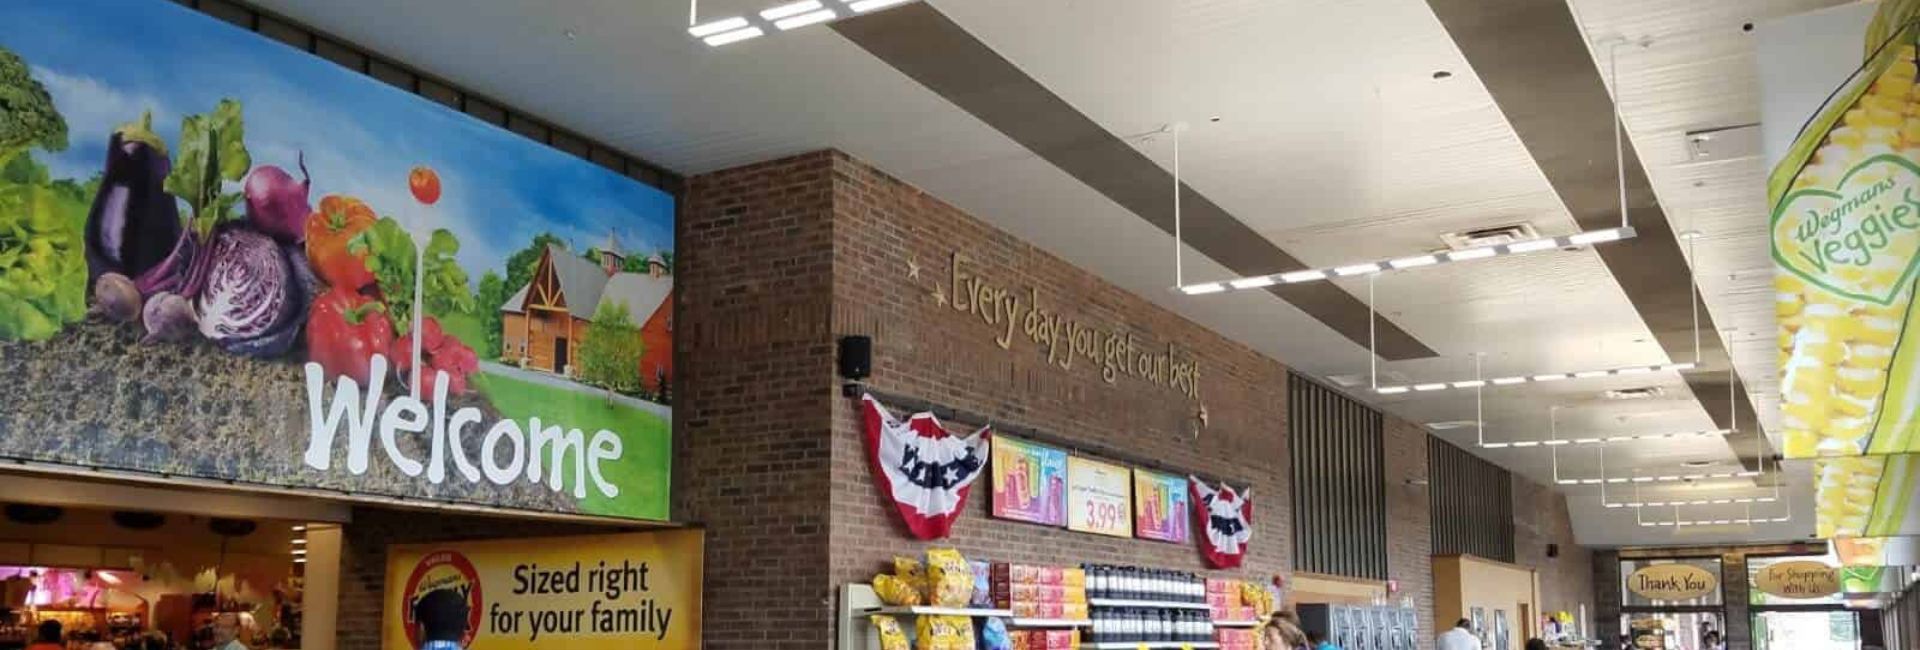 Welcome
Every day you get our best
3.99
Wegmans
Sized right
for your family
Wegmans
Veggies
Thank You
For Shopping
With Us